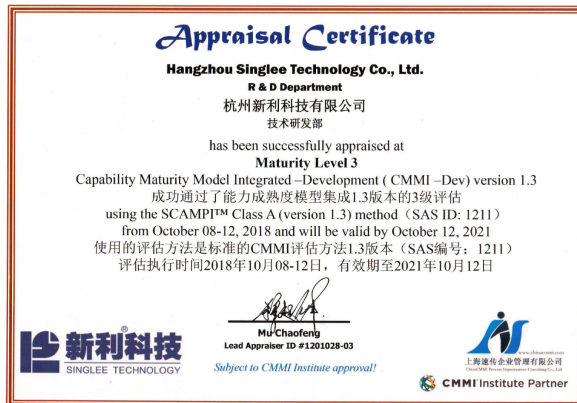 Appraisal Certificate
Hangzhou Singlee Technology Co., Ltd.
R & D Department
杭州新利科技有限公司
技术研发部
has been successfully appraised at
Maturity Level 3
Capability Maturity Model Integrated –Development ( CMMI –Dev) version 1.3
成功通过了能力成熟度模型集成1.3版本的3级评估
using the SCAMPI™ Class A (version 1.3) method（SAS ID: 1211）
from October 08-12, 2018 and will be valid by October 12, 2021
使用的评估方法是标准的CMMI评估方法1.3版本（SAS编号：1211）
评估执行时间2018年10月08-12日，有效期至2021年10月12日
Mu Chaofeng
Lead Appraiser ID #1201028-03
Subject to CMMI Institute approval!
新利科技®
SINGLEE TECHNOLOGY
www.chinacmmi.com
上海速传企业管理有限公司
ChinaCMMI Process Improvement Consulting Co., Ltd
CMMI Institute Partner